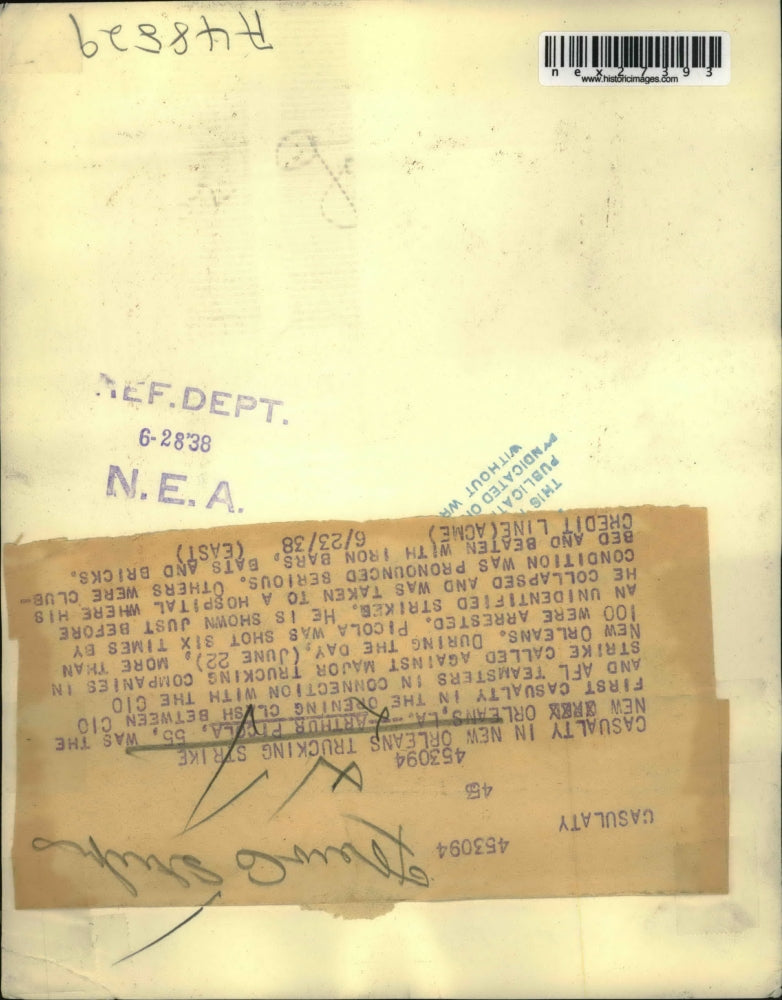 nex27393
www.historicimages.com
REF.DEPT.
6-28'38
N.E.A.
THIS
PUBLICAT
SYNDICATED O
WITHOUT WR
CASULATY 453094
453094
CASUALTY IN NEW ORLEANS TRUCKING STRIKE
NEW ORLEANS, LA.--ARTHUR PICOLA, 55, WAS THE
FIRST CASUALTY IN THE OPENING CLASH BETWEEN CIO
AND AFL TEAMSTERS IN CONNECTION WITH THE CIO
STRIKE CALLED AGAINST MAJOR TRUCKING COMPANIES IN
NEW ORLEANS. DURING THE DAY, (JUNE 22), MORE THAN
100 WERE ARRESTED. PICOLA WAS SHOT SIX TIMES BY
AN UNIDENTIFIED STRIKER. HE IS SHOWN JUST BEFORE
HE COLLAPSED AND WAS TAKEN TO A HOSPITAL WHERE HIS
CONDITION WAS PRONOUNCED SERIOUS. OTHERS WERE CLUB-
BED AND BEATEN WITH IRON BARS, BATS AND BRICKS.
CREDIT LINE(ACME) 6/23/38 (EAST)